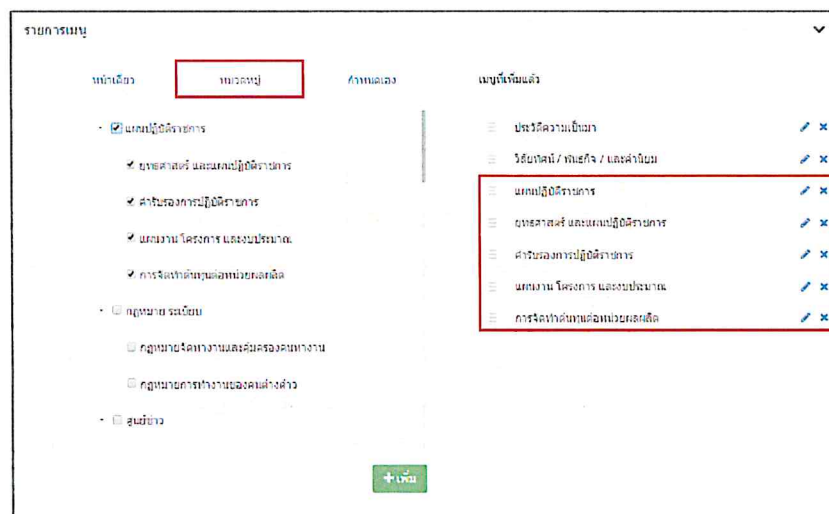 รายการเมนู
หน้าเดียว หมวดหมู่ กำหนดเอง
แผนปฏิบัติราชการ
ยุทธศาสตร์ และแผนปฏิบัติราชการ
คำรับรองการปฏิบัติราชการ
แผนงาน โครงการ และงบประมาณ
การจัดทำต้นทุนต่อหน่วยผลผลิต
กฎหมาย ระเบียบ
กฎหมายจัดหางานและคุ้มครองคนหางาน
กฎหมายการทำงานของคนต่างด้าว
ศูนย์ข่าว
+เพิ่ม
เมนูที่เพิ่มแล้ว
ประวัติความเป็นมา
วิสัยทัศน์ / พันธกิจ / และค่านิยม
แผนปฏิบัติราชการ
ยุทธศาสตร์ และแผนปฏิบัติราชการ
คำรับรองการปฏิบัติราชการ
แผนงาน โครงการ และงบประมาณ
การจัดทำต้นทุนต่อหน่วยผลผลิต